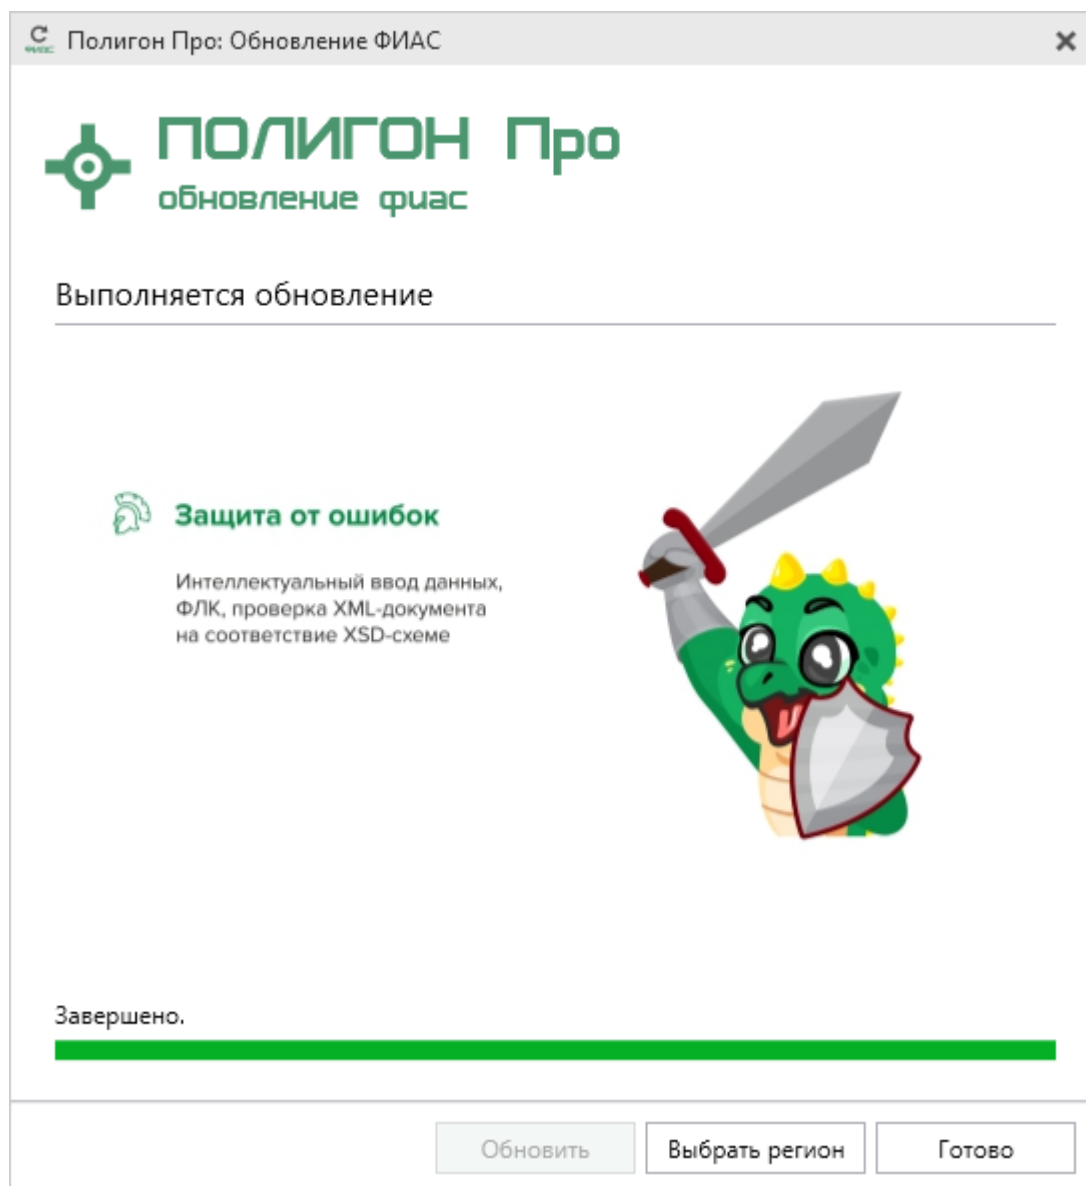 ФИАС
Полигон Про: Обновление ФИАС
ПОЛИГОН Про
обновление фиас
Выполняется обновление
Защита от ошибок
Интеллектуальный ввод данных,
ФЛК, проверка XML-документа
на соответствие XSD-схеме
Завершено.
Обновить
Выбрать регион
Готово